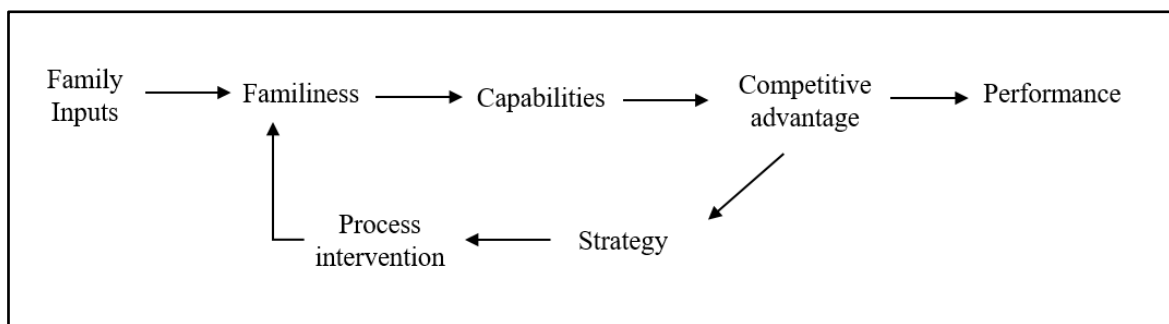 Family
Inputs
Familiness
Capabilities
Competitive
advantage
Performance
Process
intervention
Strategy